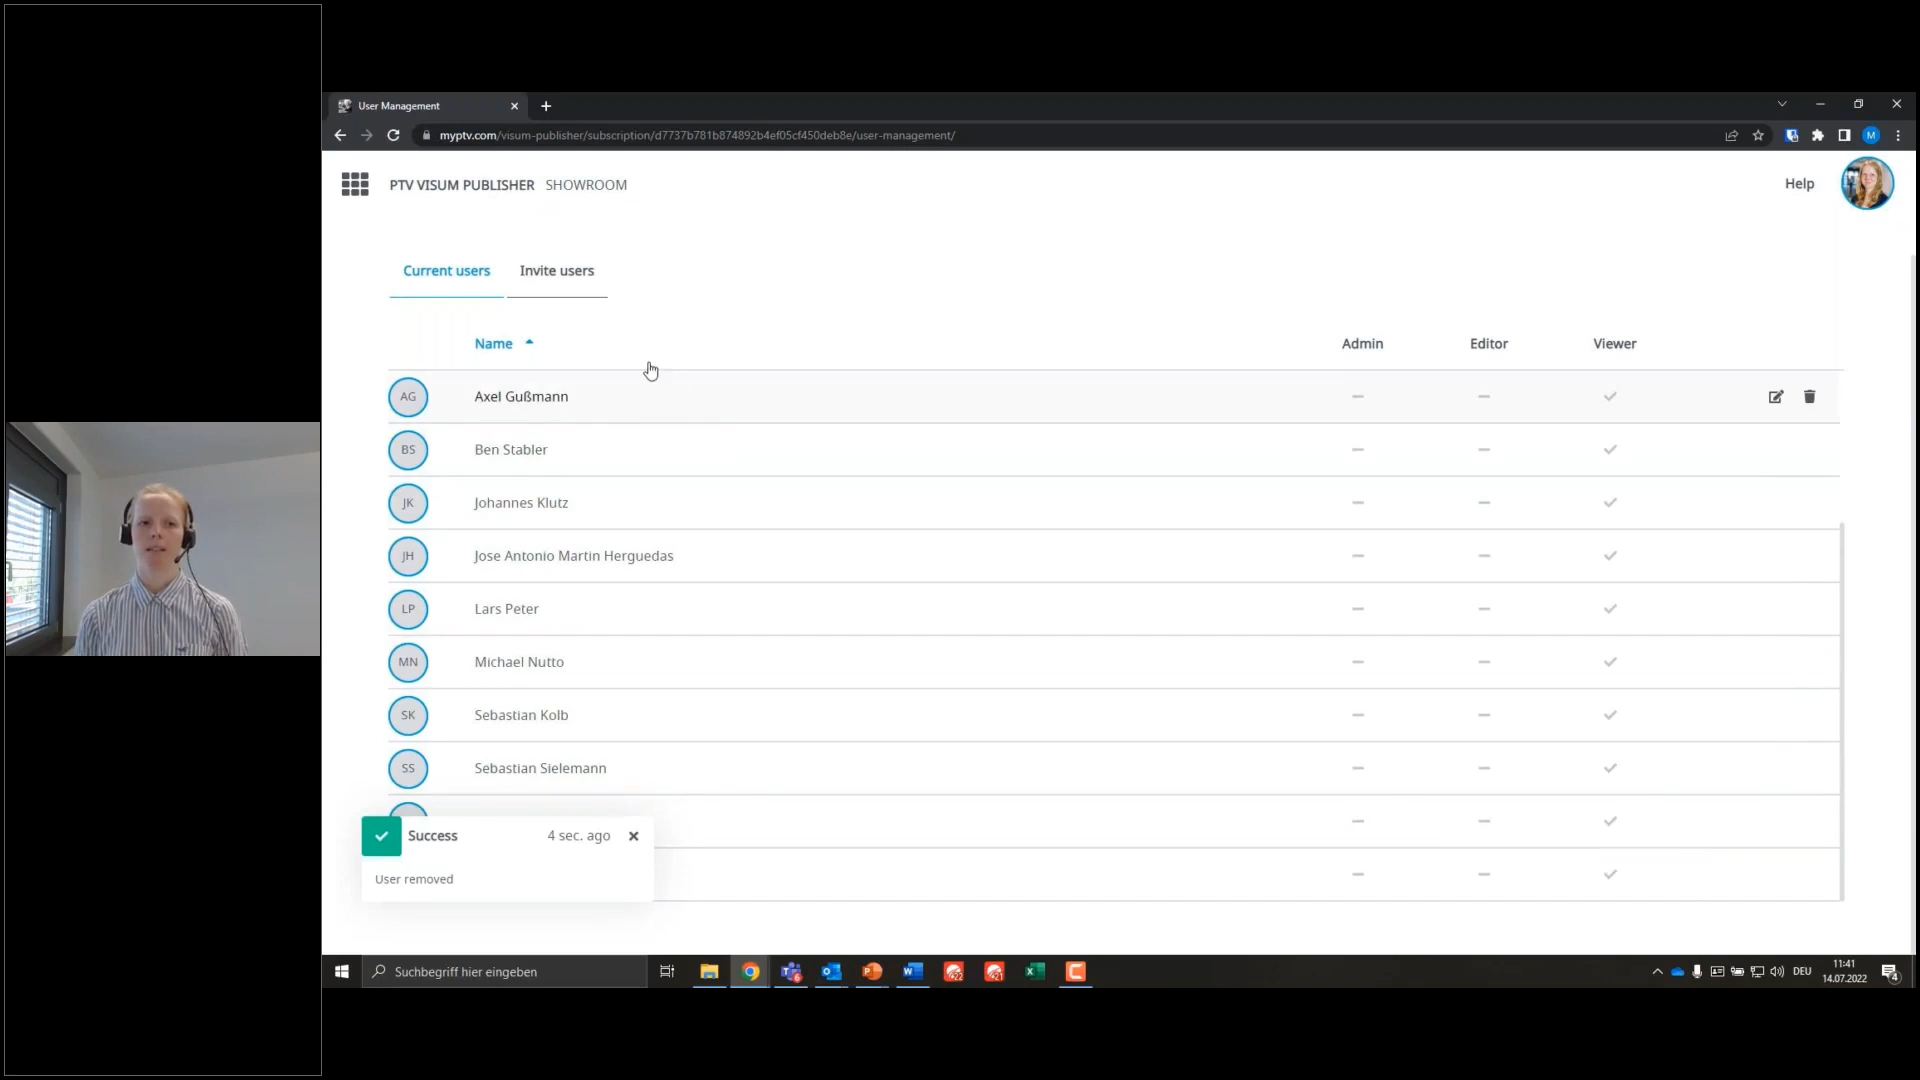 User Management
myptv.com/visum-publisher/subscription/d7737b781b874892b4ef05cf450deb8e/user-management/
M
PTV VISUM PUBLISHER SHOWROOM
Help
Current users Invite users
Name Admin Editor Viewer
AG Axel Gußmann
BS Ben Stabler
JK Johannes Klutz
JH Jose Antonio Martin Herguedas
LP Lars Peter
MN Michael Nutto
SK Sebastian Kolb
SS Sebastian Sielemann
Success 4 sec. ago
User removed
Suchbegriff hier eingeben
DEU
11:41
14.07.2022
4